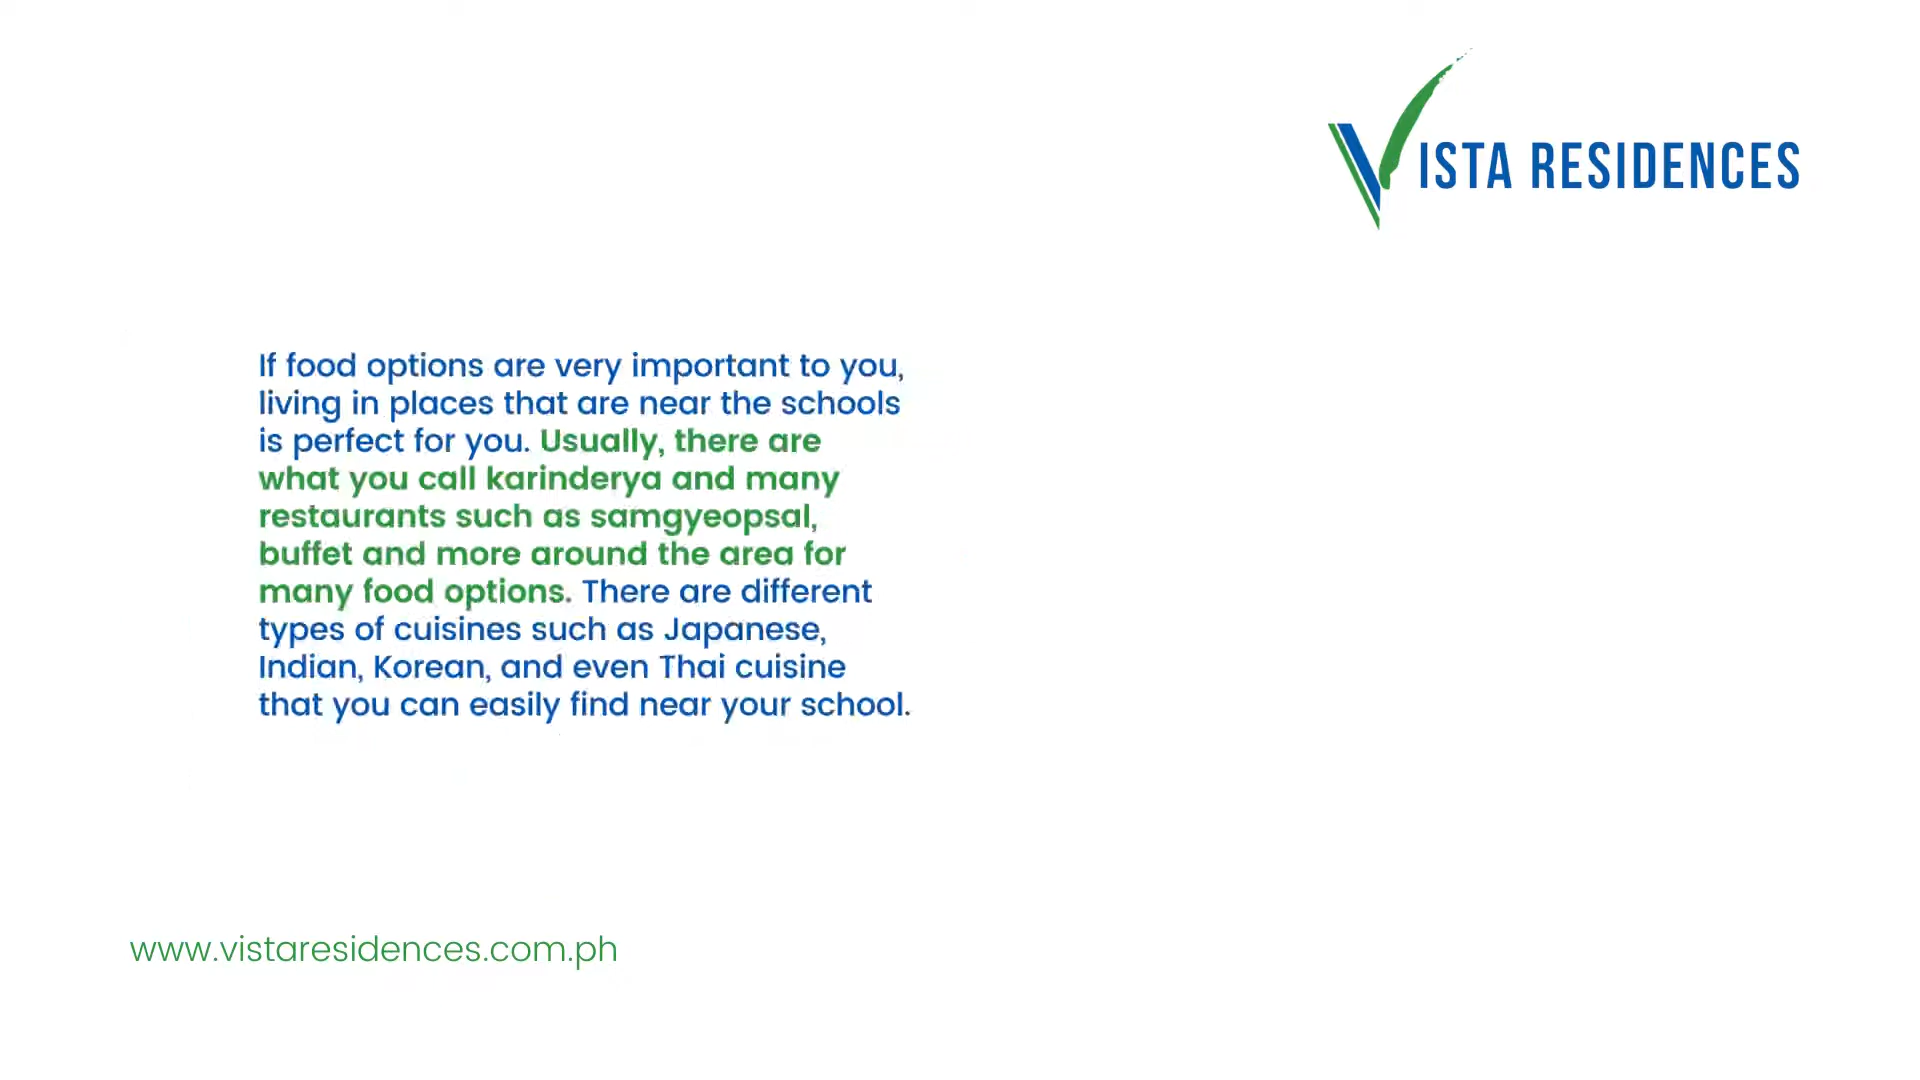 VISTA RESIDENCES
If food options are very important to you,
living in places that are near the schools
is perfect for you. Usually, there are
what you call karinderya and many
restaurants such as samgyeopsal,
buffet and more around the area for
many food options. There are different
types of cuisines such as Japanese,
Indian, Korean, and even Thai cuisine
that you can easily find near your school.
www.vistaresidences.com.ph